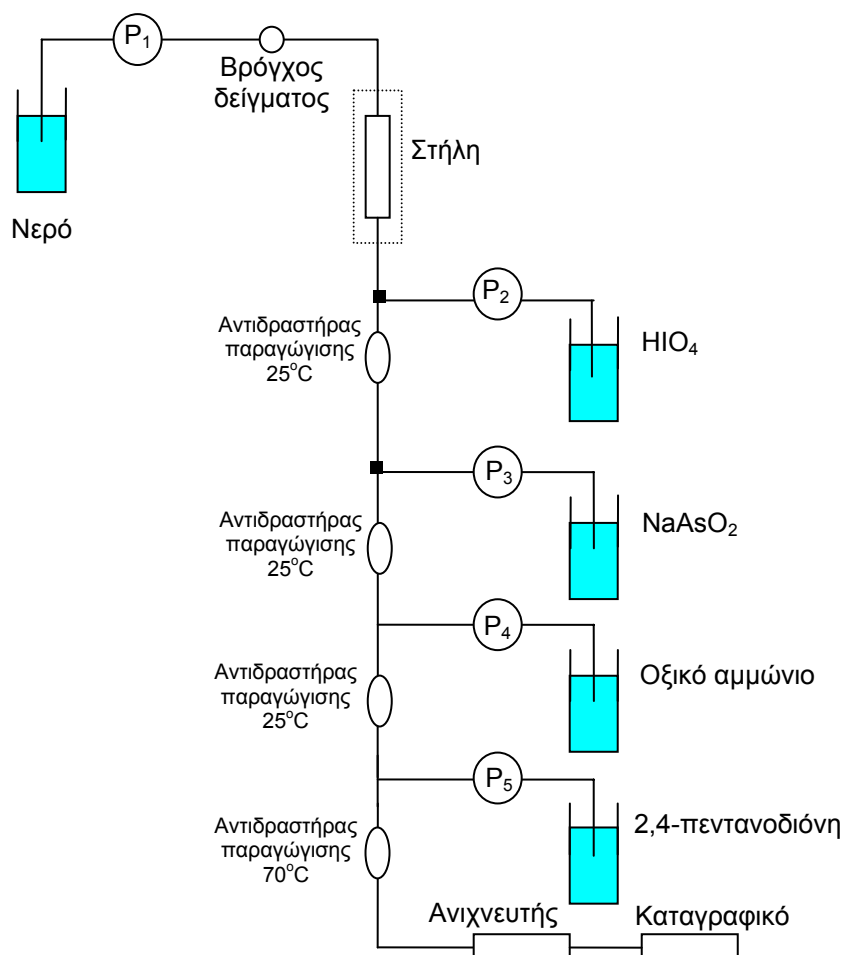 P₁
Βρόγχος
δείγματος
Στήλη
Νερό
P₂
Αντιδραστήρας
παραγώγισης
25°C
HIO₄
P₃
Αντιδραστήρας
παραγώγισης
25°C
NaAsO₂
P₄
Αντιδραστήρας
παραγώγισης
25°C
Οξικό αμμώνιο
P₅
Αντιδραστήρας
παραγώγισης
70°C
2,4-πεντανοδιόνη
Ανιχνευτής
Καταγραφικό